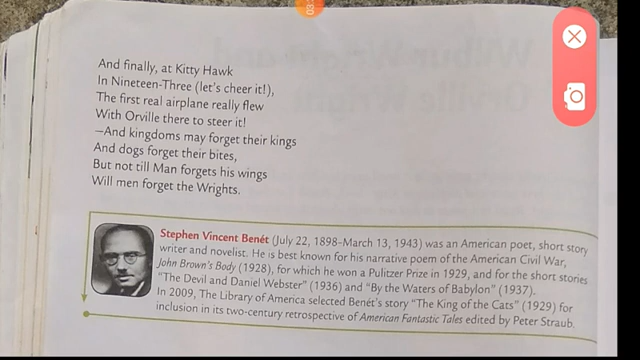 And finally, at Kitty Hawk
In Nineteen-Three (let's cheer it!),
The first real airplane really flew
With Orville there to steer it!
—And kingdoms may forget their kings
And dogs forget their bites,
But not till Man forgets his wings
Will men forget the Wrights.
Stephen Vincent Benét (July 22, 1898–March 13, 1943) was an American poet, short story
writer and novelist. He is best known for his narrative poem of the American Civil War,
John Brown's Body (1928), for which he won a Pulitzer Prize in 1929, and for the short stories
"The Devil and Daniel Webster" (1936) and "By the Waters of Babylon" (1937).
In 2009, The Library of America selected Benét's story "The King of the Cats" (1929) for
inclusion in its two-century retrospective of American Fantastic Tales edited by Peter Straub.